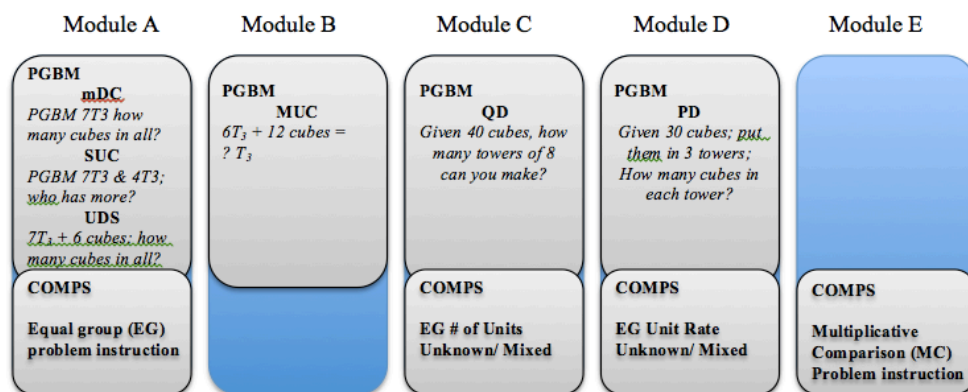 Module A
Module B
Module C
Module D
Module E
PGBM
mDC
PGBM 7T3 how
many cubes in all?
SUC
PGBM 7T3 & 4T3;
who has more?
UDS
7T₃ + 6 cubes; how
many cubes in all?
COMPS
Equal group (EG)
problem instruction
PGBM
MUC
6T₃ + 12 cubes =
? T₃
PGBM
QD
Given 40 cubes, how
many towers of 8
can you make?
COMPS
EG # of Units
Unknown/ Mixed
PGBM
PD
Given 30 cubes; put
them in 3 towers;
How many cubes in
each tower?
COMPS
EG Unit Rate
Unknown/ Mixed
COMPS
Multiplicative
Comparison (MC)
Problem instruction